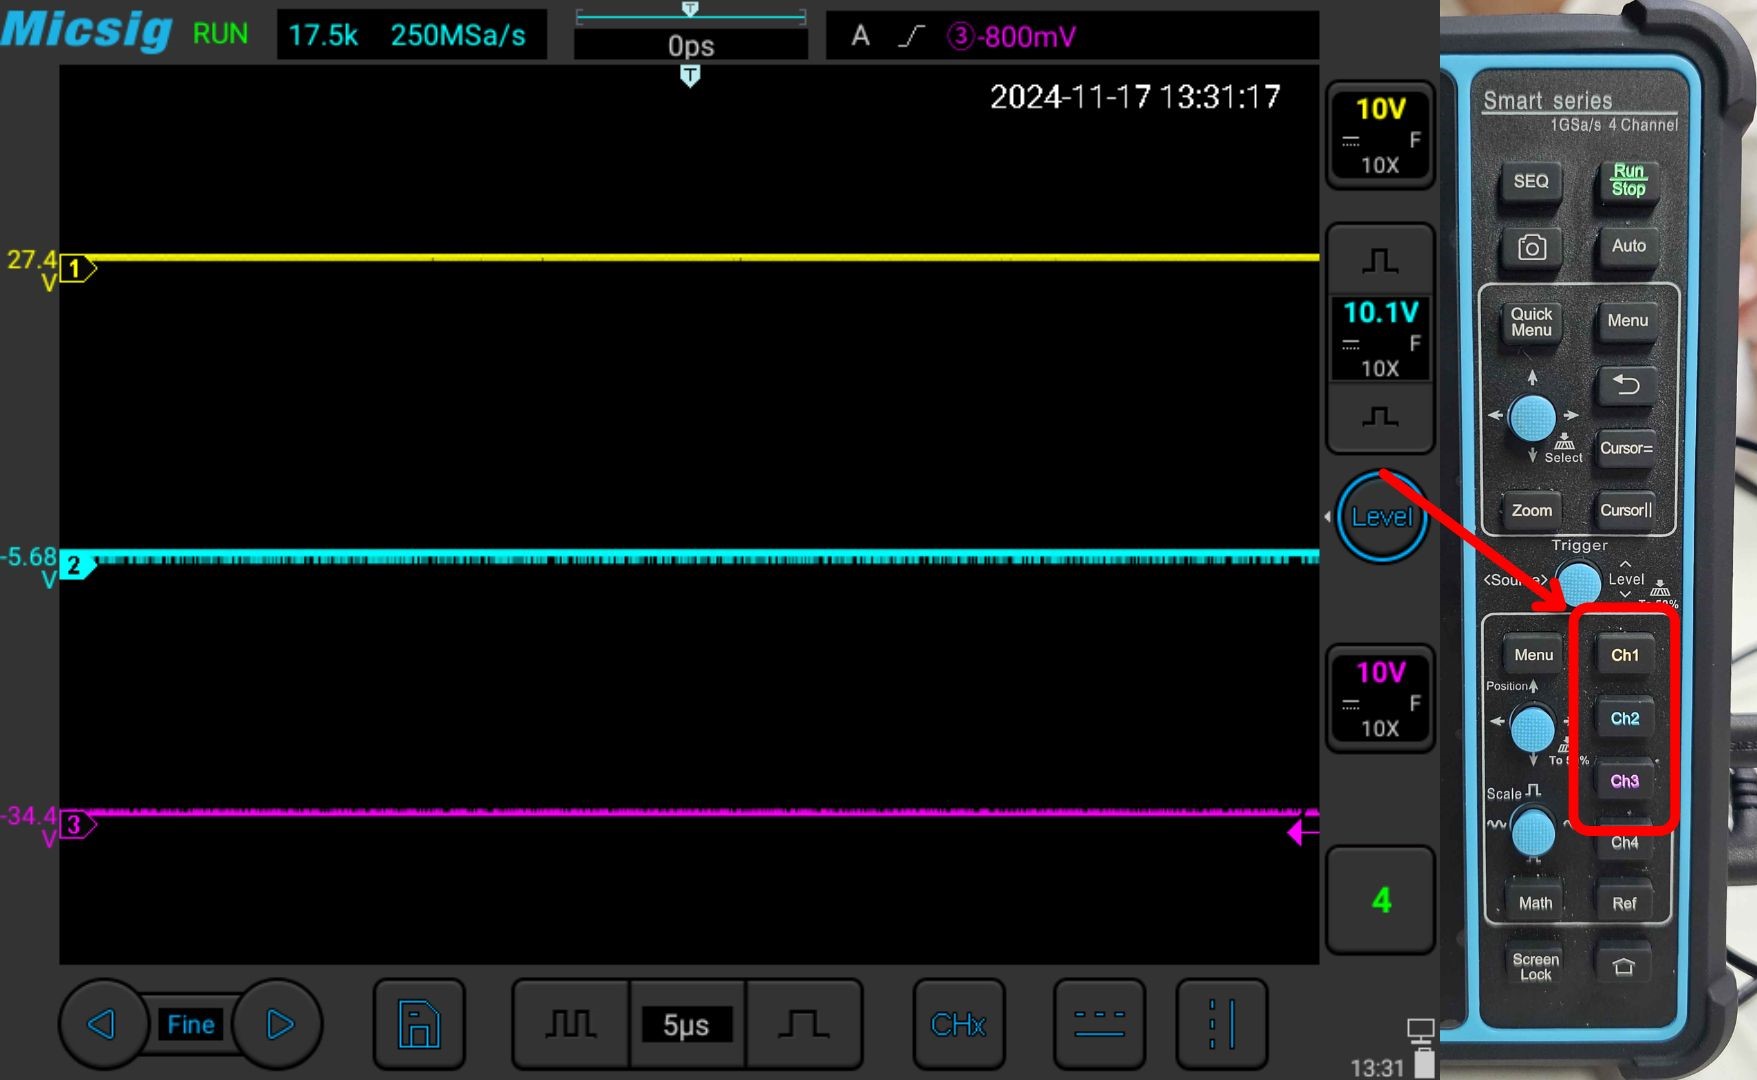 Micsig RUN 17.5k 250MSa/s T 0ps A 3 -800mV
T
2024-11-17 13:31:17
10V
F
10X
27.4
V
1
10.1V
F
10X
-5.68
V
2
Level
10V
F
10X
-34.4
V
3
4
Fine
5µs
CHx
13:31
Smart series
1GSa/s 4 Channel
SEQ
Run
Stop
Auto
Quick
Menu
Menu
Select
Cursor=
Zoom
Cursor||
Trigger
Level
Menu
Ch1
Position
Ch2
Ch3
Scale
Ch4
Math
Ref
Screen
Lock